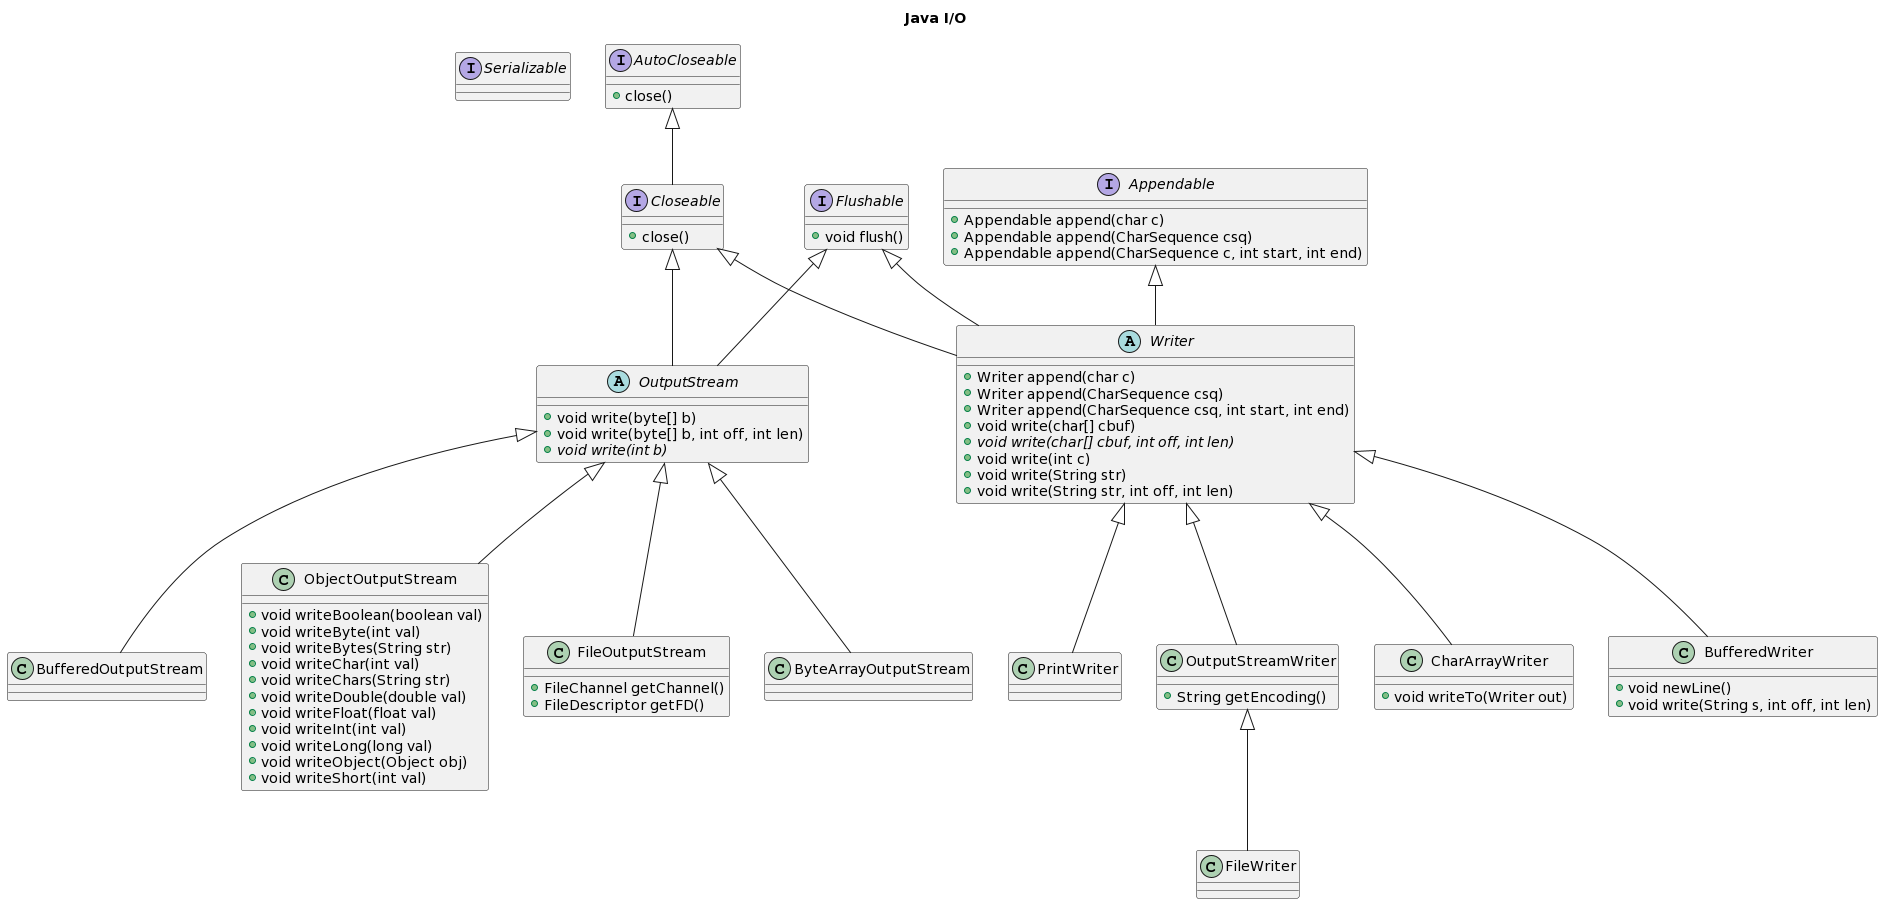 Java I/O
I Serializable
I AutoCloseable
close()
I Closeable
close()
I Flushable
void flush()
I Appendable
Appendable append(char c)
Appendable append(CharSequence csq)
Appendable append(CharSequence c, int start, int end)
A OutputStream
void write(byte[] b)
void write(byte[] b, int off, int len)
void write(int b)
A Writer
Writer append(char c)
Writer append(CharSequence csq)
Writer append(CharSequence csq, int start, int end)
void write(char[] cbuf)
void write(char[] cbuf, int off, int len)
void write(int c)
void write(String str)
void write(String str, int off, int len)
C BufferedOutputStream
C ObjectOutputStream
void writeBoolean(boolean val)
void writeByte(int val)
void writeBytes(String str)
void writeChar(int val)
void writeChars(String str)
void writeDouble(double val)
void writeFloat(float val)
void writeInt(int val)
void writeLong(long val)
void writeObject(Object obj)
void writeShort(int val)
C FileOutputStream
FileChannel getChannel()
FileDescriptor getFD()
C ByteArrayOutputStream
C PrintWriter
C OutputStreamWriter
String getEncoding()
C CharArrayWriter
void writeTo(Writer out)
C BufferedWriter
void newLine()
void write(String s, int off, int len)
C FileWriter